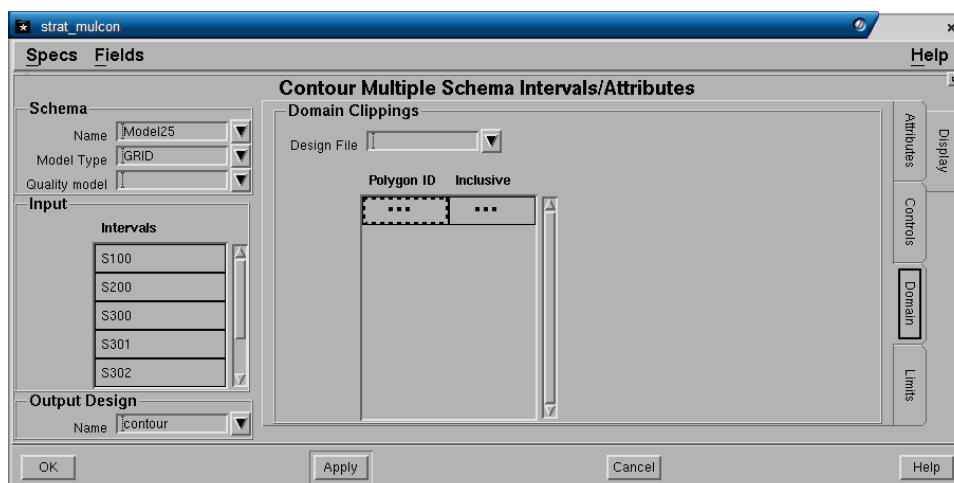 strat_mulcon
Specs Fields Help
Contour Multiple Schema Intervals/Attributes
Schema
Name Model25
Model Type GRID
Quality model
Input
Intervals
S100
S200
S300
S301
S302
Output Design
Name contour
Domain Clippings
Design File
Polygon ID Inclusive
... ...
Attributes
Controls
Domain
Limits
Display
OK Apply Cancel Help